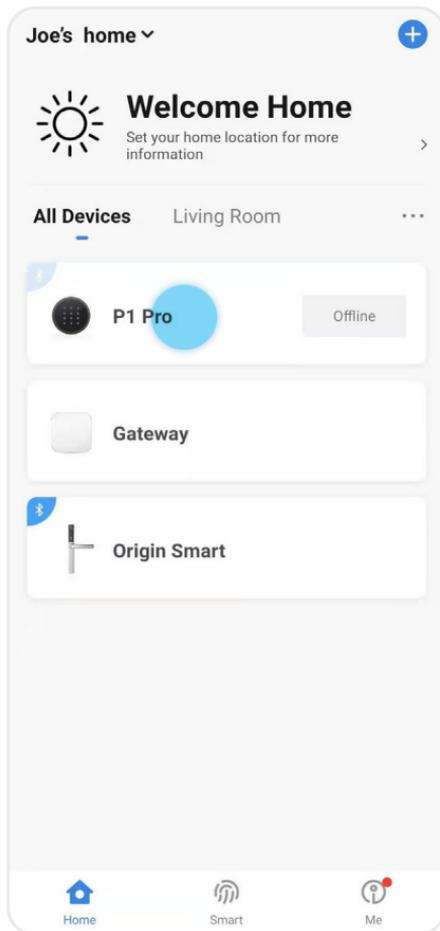 Joe's home
Welcome Home
Set your home location for more
information
All Devices
Living Room
P1 Pro
Offline
Gateway
Origin Smart
Home
Smart
Me